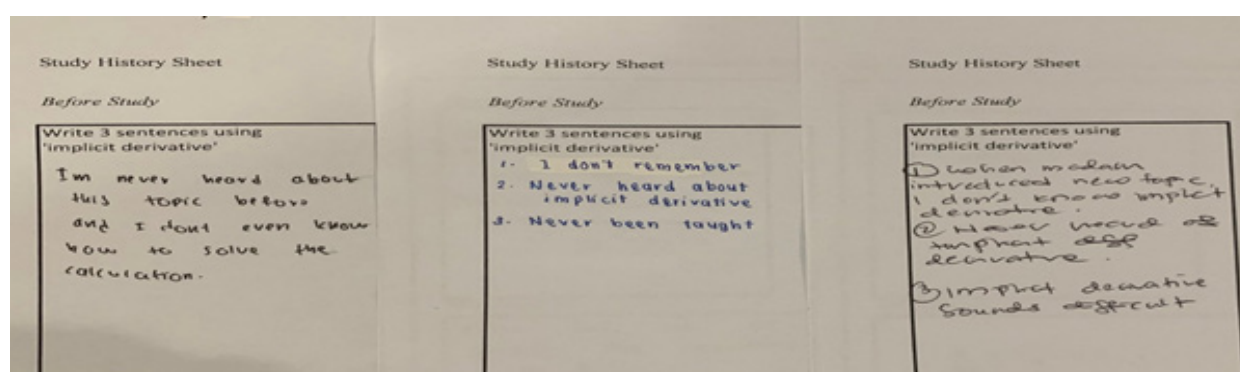 Study History Sheet
Before Study
Write 3 sentences using
'implicit derivative'
Im never heard about
this topic before
and I dont even know
how to solve the
calculation.
Study History Sheet
Before Study
Write 3 sentences using
'implicit derivative'
1. I don't remember
2. Never heard about
implicit derivative
3. Never been taught
Study History Sheet
Before Study
Write 3 sentences using
'implicit derivative'
① when madam
introduced new topic,
I don't know implict
derivative.
② Never heard of
implicit
derivative.
③ implict derivative
sounds difficult